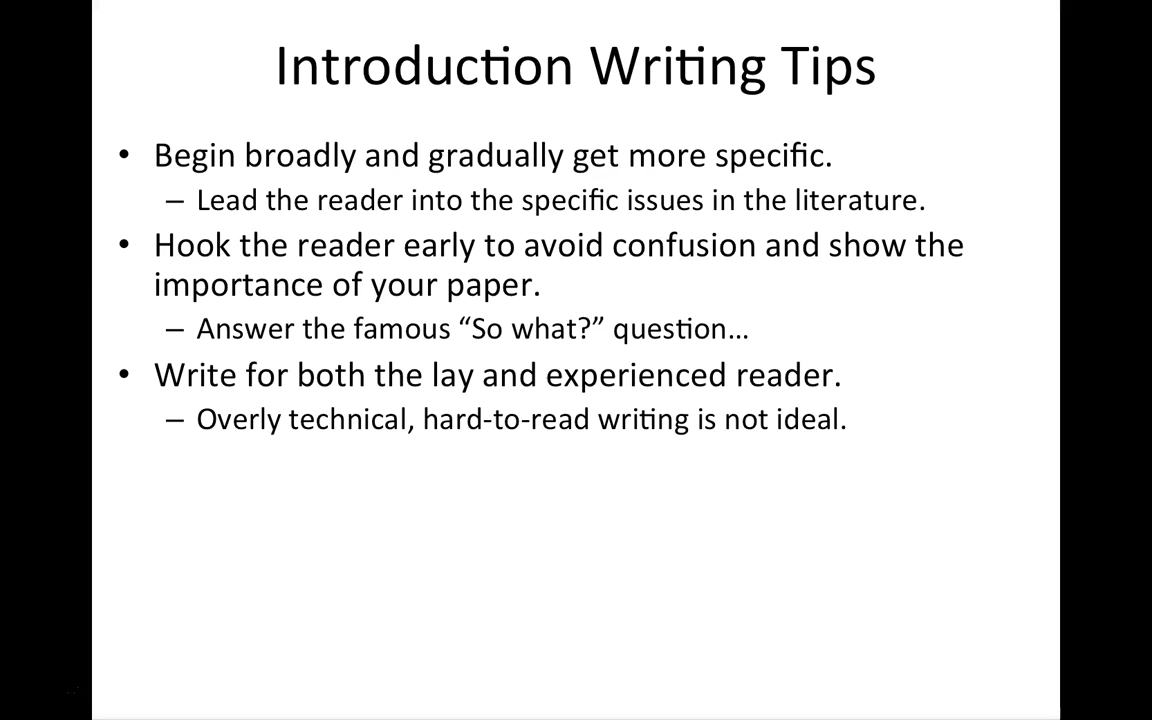 Introduction Writing Tips
• Begin broadly and gradually get more specific.
– Lead the reader into the specific issues in the literature.
• Hook the reader early to avoid confusion and show the
importance of your paper.
– Answer the famous “So what?” question…
• Write for both the lay and experienced reader.
– Overly technical, hard-to-read writing is not ideal.